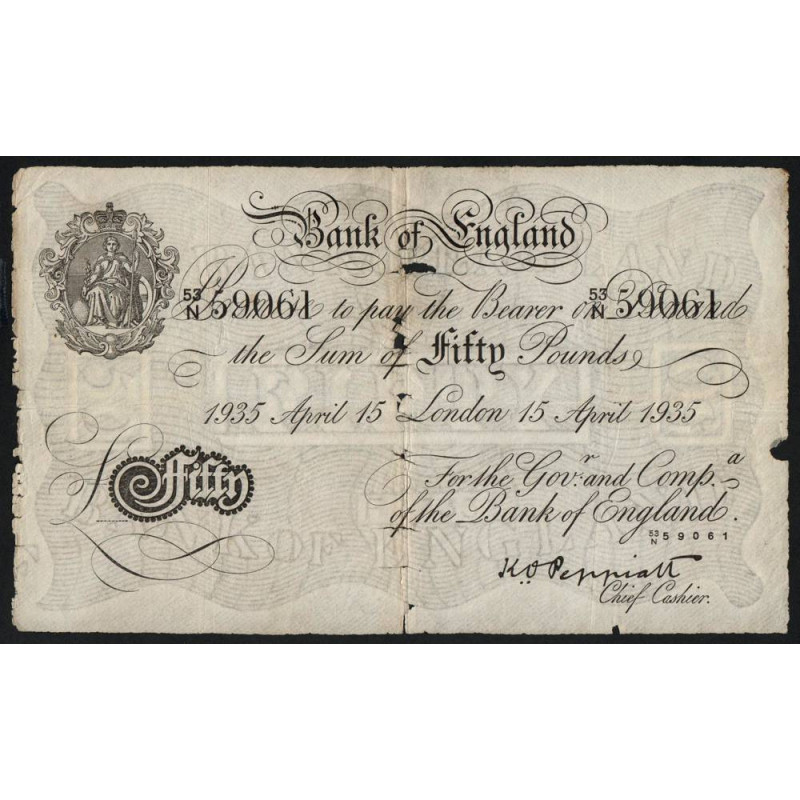 Bank of England
53/N 59061 53/N 59061
Promise to pay the Bearer on Demand
the Sum of Fifty Pounds
1935 April 15 London 15 April 1935
£ Fifty
For the Govr. and Compa.
of the Bank of England.
53/N 59061
K.O. Peppiatt
Chief Cashier.